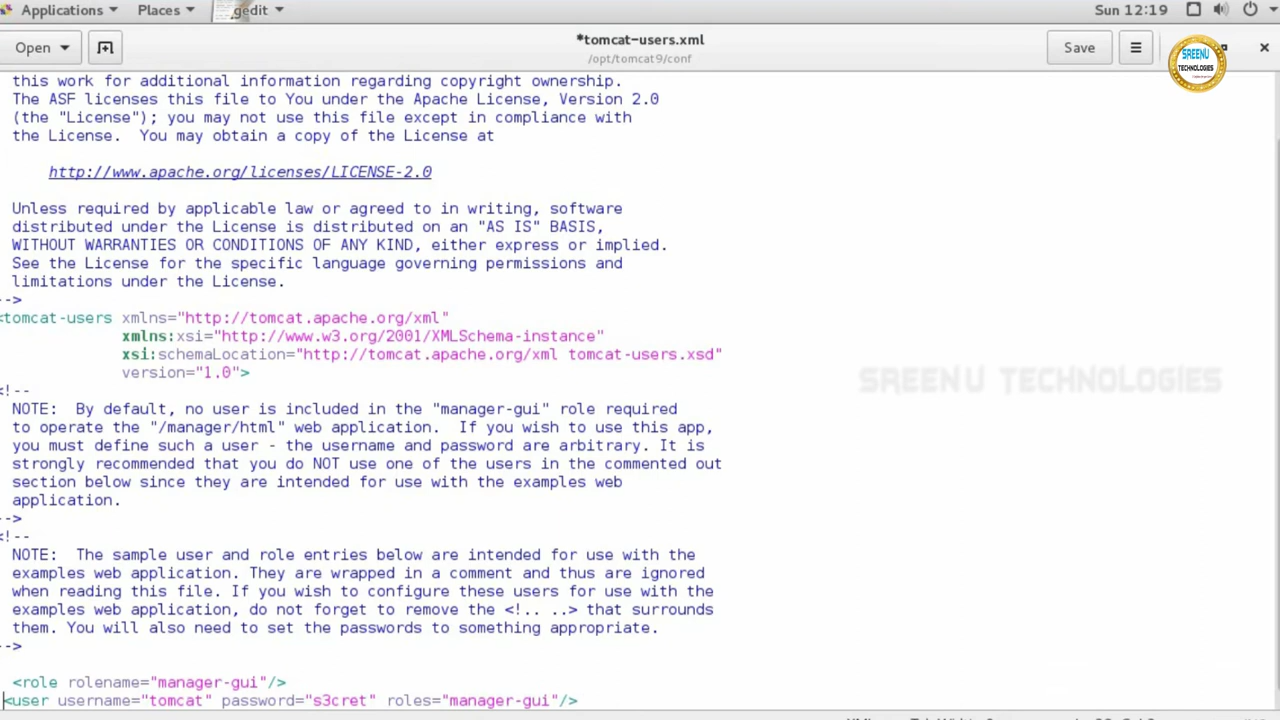 Applications Places gedit Sun 12:19
Open *tomcat-users.xml Save
/opt/tomcat9/conf
SREENU TECHNOLOGIES
this work for additional information regarding copyright ownership.
The ASF licenses this file to You under the Apache License, Version 2.0
(the "License"); you may not use this file except in compliance with
the License.  You may obtain a copy of the License at
http://www.apache.org/licenses/LICENSE-2.0
Unless required by applicable law or agreed to in writing, software
distributed under the License is distributed on an "AS IS" BASIS,
WITHOUT WARRANTIES OR CONDITIONS OF ANY KIND, either express or implied.
See the License for the specific language governing permissions and
limitations under the License.
-->
<tomcat-users xmlns="http://tomcat.apache.org/xml"
xmlns:xsi="http://www.w3.org/2001/XMLSchema-instance"
xsi:schemaLocation="http://tomcat.apache.org/xml tomcat-users.xsd"
version="1.0">
SREENU TECHNOLOGIES
<!--
NOTE:  By default, no user is included in the "manager-gui" role required
to operate the "/manager/html" web application.  If you wish to use this app,
you must define such a user - the username and password are arbitrary. It is
strongly recommended that you do NOT use one of the users in the commented out
section below since they are intended for use with the examples web
application.
-->
<!--
NOTE:  The sample user and role entries below are intended for use with the
examples web application. They are wrapped in a comment and thus are ignored
when reading this file. If you wish to configure these users for use with the
examples web application, do not forget to remove the <!.. ..> that surrounds
them. You will also need to set the passwords to something appropriate.
-->
<role rolename="manager-gui"/>
<user username="tomcat" password="s3cret" roles="manager-gui"/>